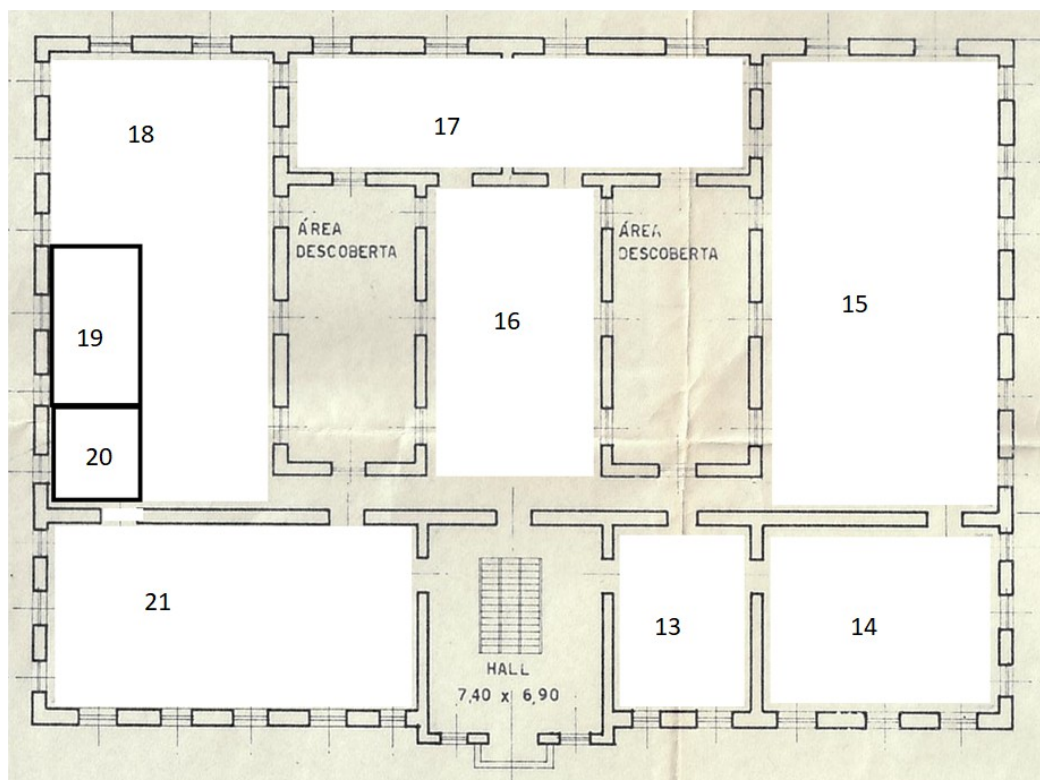 18
17
ÁREA
DESCOBERTA
ÁREA
DESCOBERTA
15
16
19
20
21
13
14
HALL
7,40 x 6,90